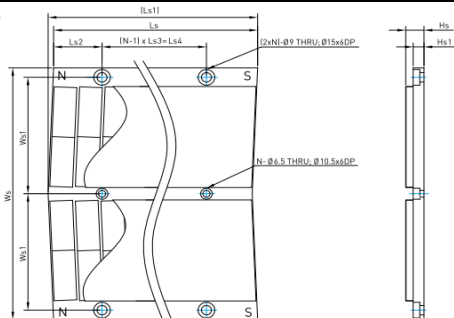 (Ls1)
Ls
Hs
Ls2
(N-1) x Ls3= Ls4
(2xN)-Ø9 THRU; Ø15x6DP
Hs1
N
S
Ws1
N- Ø6.5 THRU; Ø10.5x6DP
Ws
Ws1
N
S